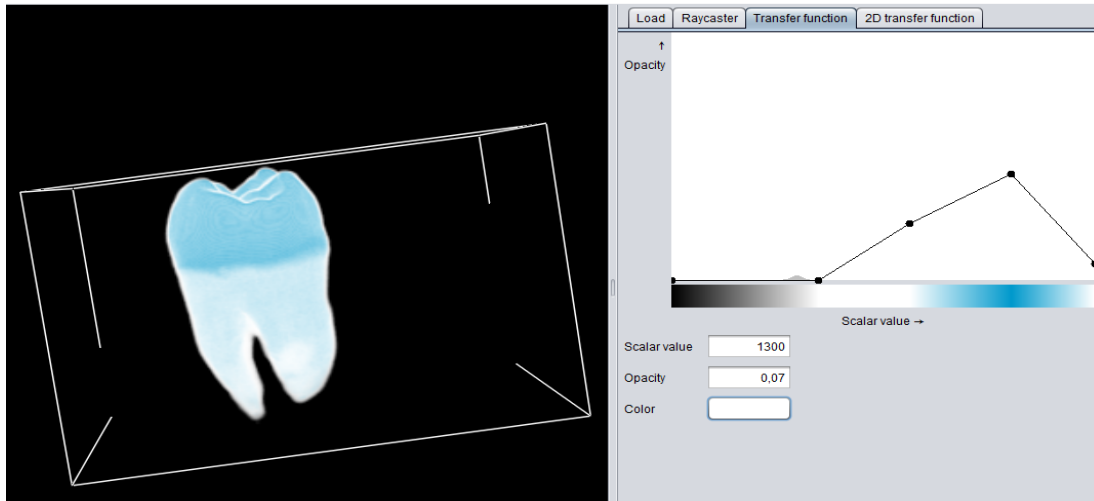 Load Raycaster Transfer function 2D transfer function
↑
Opacity
Scalar value →
Scalar value 1300
Opacity 0,07
Color